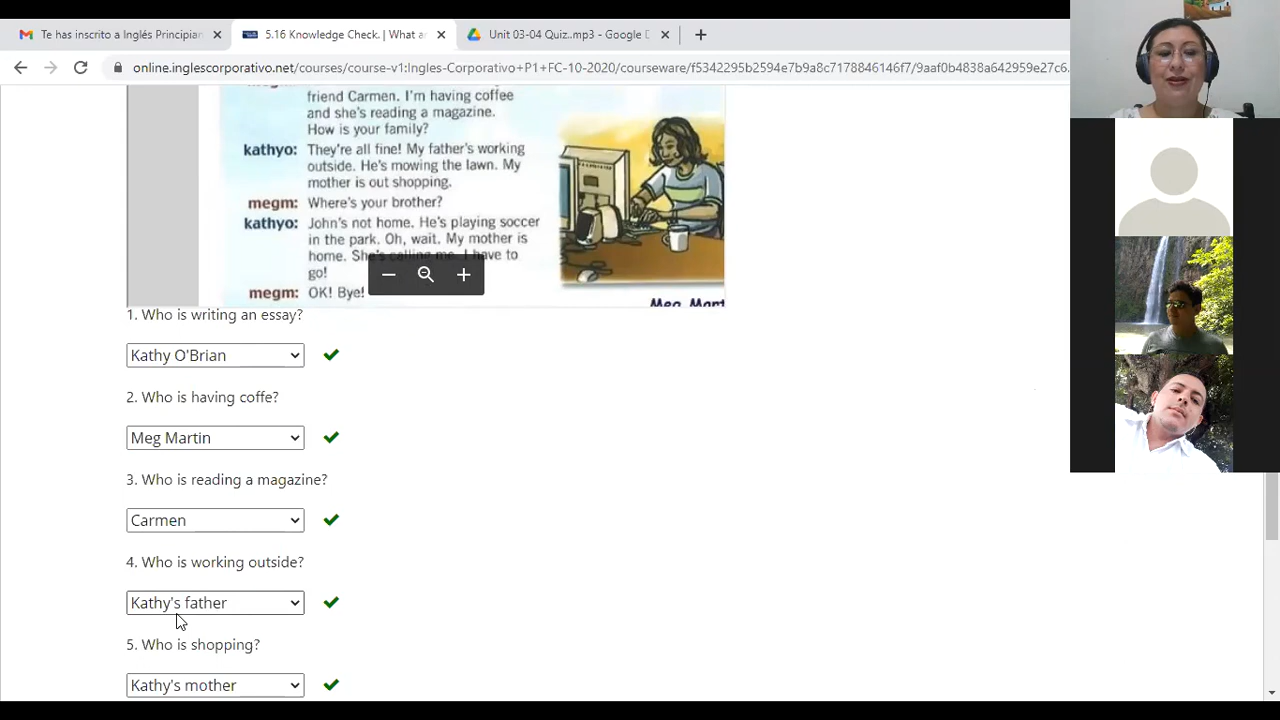 Te has inscrito a Inglés Principian
5.16 Knowledge Check. | What a
Unit 03-04 Quiz..mp3 - Google D
online.inglescorporativo.net/courses/course-v1:Ingles-Corporativo+P1+FC-10-2020/courseware/f5342295b2594e7b9a8c7178846146f7/9aaf0b4838a642959e27c6.
friend Carmen. I'm having coffee
and she's reading a magazine.
How is your family?
kathyo: They're all fine! My father's working
outside. He's mowing the lawn. My
mother is out shopping.
megm: Where's your brother?
kathyo: John's not home. He's playing soccer
in the park. Oh, wait. My mother is
home. She's calling me. I have to
go!
megm: OK! Bye!
Meg Mart
1. Who is writing an essay?
Kathy O'Brian
2. Who is having coffe?
Meg Martin
3. Who is reading a magazine?
Carmen
4. Who is working outside?
Kathy's father
5. Who is shopping?
Kathy's mother